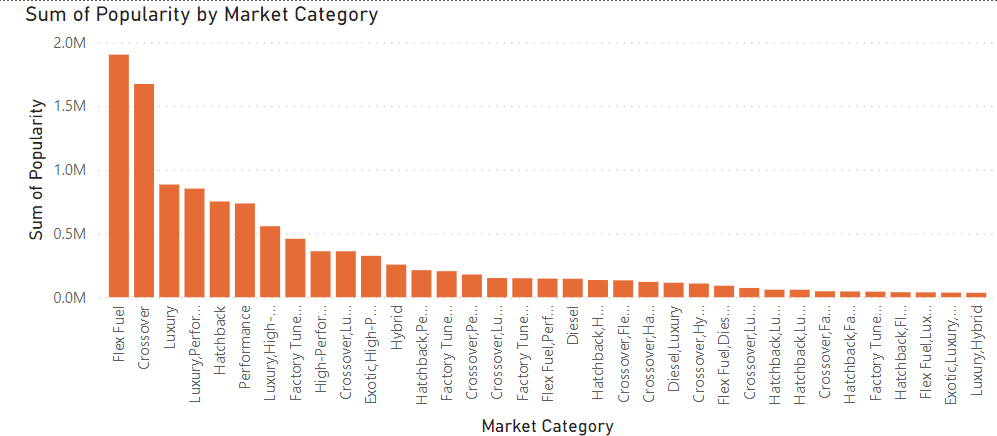 Sum of Popularity by Market Category
Sum of Popularity
2.0M
1.5M
1.0M
0.5M
0.0M
Flex Fuel
Crossover
Luxury
Luxury,Perfor...
Hatchback
Performance
Luxury,High-...
Factory Tune...
High-Perfor...
Crossover,Lu...
Exotic,High-P...
Hybrid
Hatchback,Pe...
Factory Tune...
Crossover,Pe...
Crossover,Lu...
Factory Tune...
Flex Fuel,Perf...
Diesel
Hatchback,H...
Crossover,Fle...
Crossover,Ha...
Diesel,Luxury
Crossover,Hy...
Flex Fuel,Dies...
Crossover,Lu...
Hatchback,Lu...
Hatchback,Lu...
Crossover,Fa...
Hatchback,Fa...
Factory Tune...
Hatchback,Fl...
Flex Fuel,Lux...
Exotic,Luxury,...
Luxury,Hybrid
Market Category